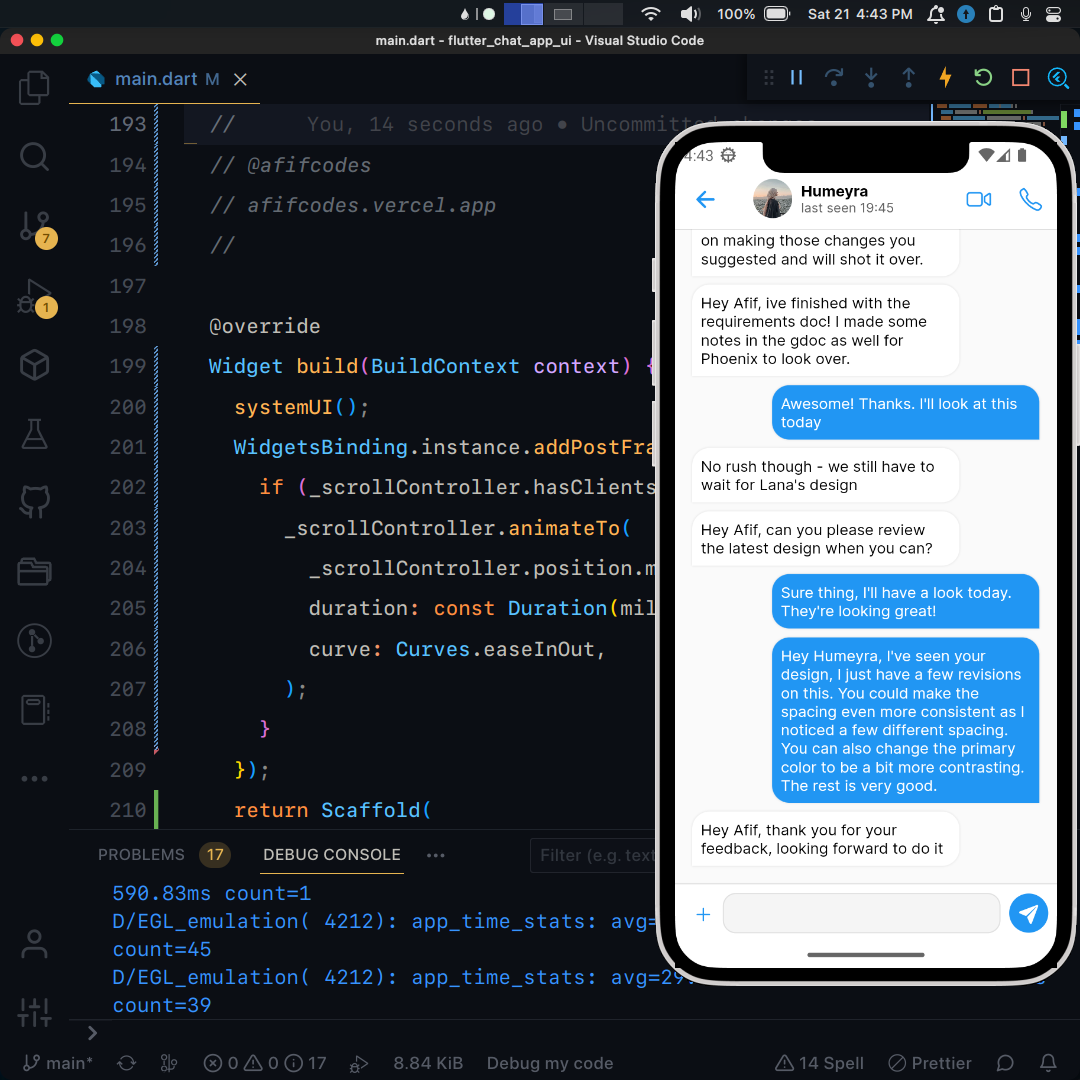 100%
Sat 21 4:43 PM
main.dart - flutter_chat_app_ui - Visual Studio Code
main.dart M
193 // You, 14 seconds ago • Uncommitted changes
194 // @afifcodes
195 // afifcodes.vercel.app
196 //
197
198 @override
199 Widget build(BuildContext context) {
200 systemUI();
201 WidgetsBinding.instance.addPostFra
202 if (_scrollController.hasClients
203 _scrollController.animateTo(
204 _scrollController.position.m
205 duration: const Duration(mil
206 curve: Curves.easeInOut,
207 );
208 }
209 });
210 return Scaffold(
7
1
PROBLEMS 17 DEBUG CONSOLE
Filter (e.g. text
590.83ms count=1
D/EGL_emulation( 4212): app_time_stats: avg=
count=45
D/EGL_emulation( 4212): app_time_stats: avg=29
count=39
main* 0 0 17 8.84 KiB Debug my code 14 Spell Prettier
4:43
Humeyra
last seen 19:45
on making those changes you
suggested and will shot it over.
Hey Afif, ive finished with the
requirements doc! I made some
notes in the gdoc as well for
Phoenix to look over.
Awesome! Thanks. I'll look at this
today
No rush though - we still have to
wait for Lana's design
Hey Afif, can you please review
the latest design when you can?
Sure thing, I'll have a look today.
They're looking great!
Hey Humeyra, I've seen your
design, I just have a few revisions
on this. You could make the
spacing even more consistent as I
noticed a few different spacing.
You can also change the primary
color to be a bit more contrasting.
The rest is very good.
Hey Afif, thank you for your
feedback, looking forward to do it